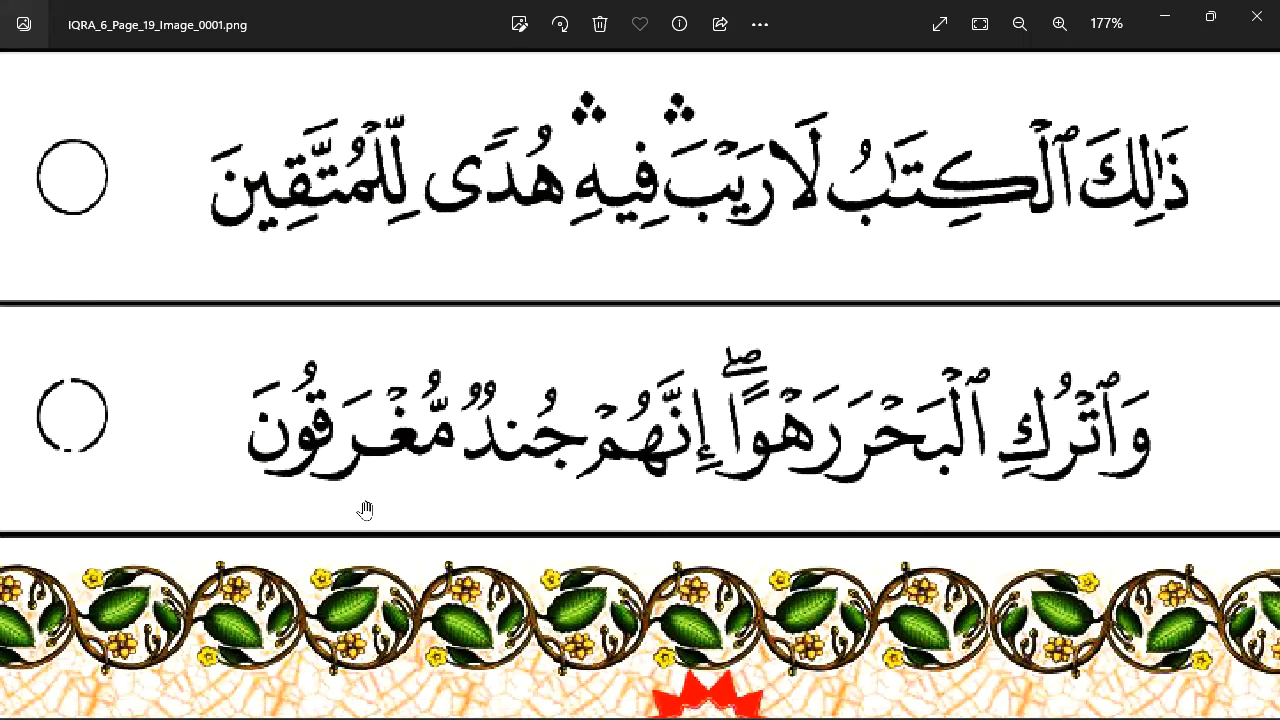 IQRA_6_Page_19_Image_0001.png
177%
ذَٰلِكَ ٱلْكِتَٰبُ لَا رَيْبَ ۛ فِيهِ ۛ هُدًى لِّلْمُتَّقِينَ
وَٱتْرُكِ ٱلْبَحْرَ رَهْوًا ۖ إِنَّهُمْ جُندٌ مُّغْرَقُونَ